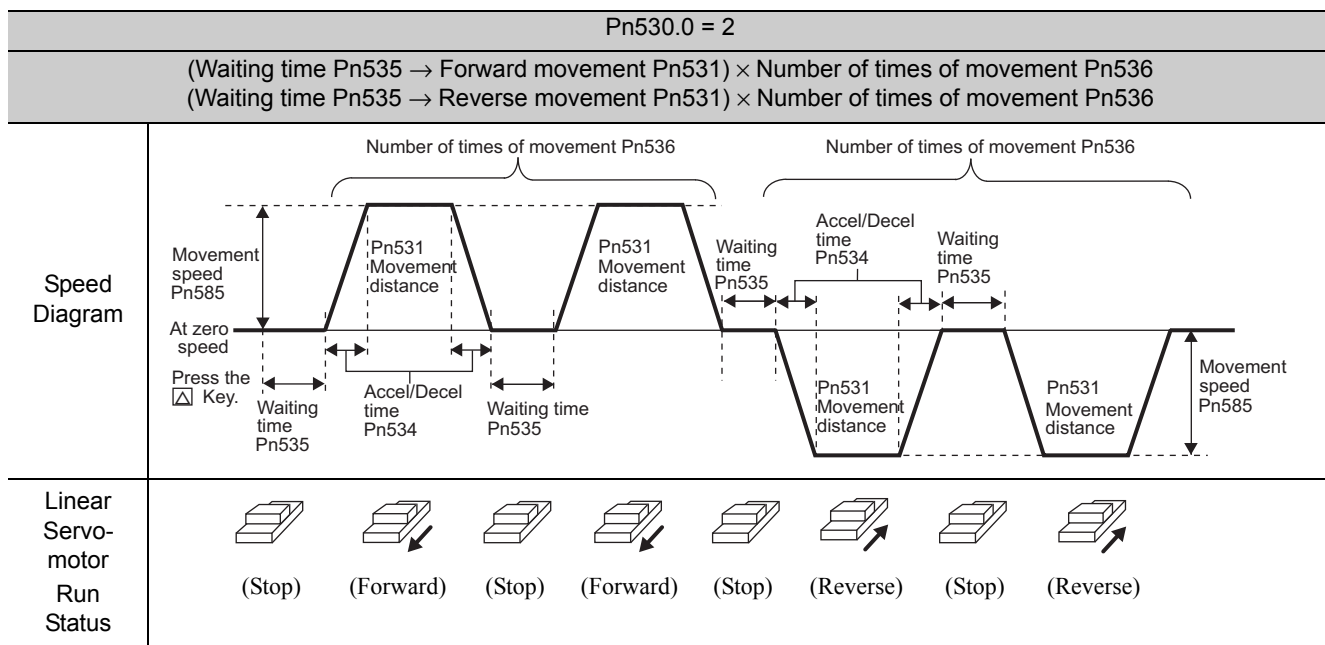 Pn530.0 = 2
(Waiting time Pn535 → Forward movement Pn531) × Number of times of movement Pn536
(Waiting time Pn535 → Reverse movement Pn531) × Number of times of movement Pn536
Speed
Diagram
Number of times of movement Pn536
Number of times of movement Pn536
Movement
speed
Pn585
At zero
speed
Press the
△ Key.
Waiting
time
Pn535
Pn531
Movement
distance
Accel/Decel
time
Pn534
Waiting time
Pn535
Pn531
Movement
distance
Waiting
time
Pn535
Accel/Decel
time
Pn534
Waiting
time
Pn535
Pn531
Movement
distance
Pn531
Movement
distance
Movement
speed
Pn585
Linear
Servo-
motor
Run
Status
(Stop) (Forward) (Stop) (Forward) (Stop) (Reverse) (Stop) (Reverse)